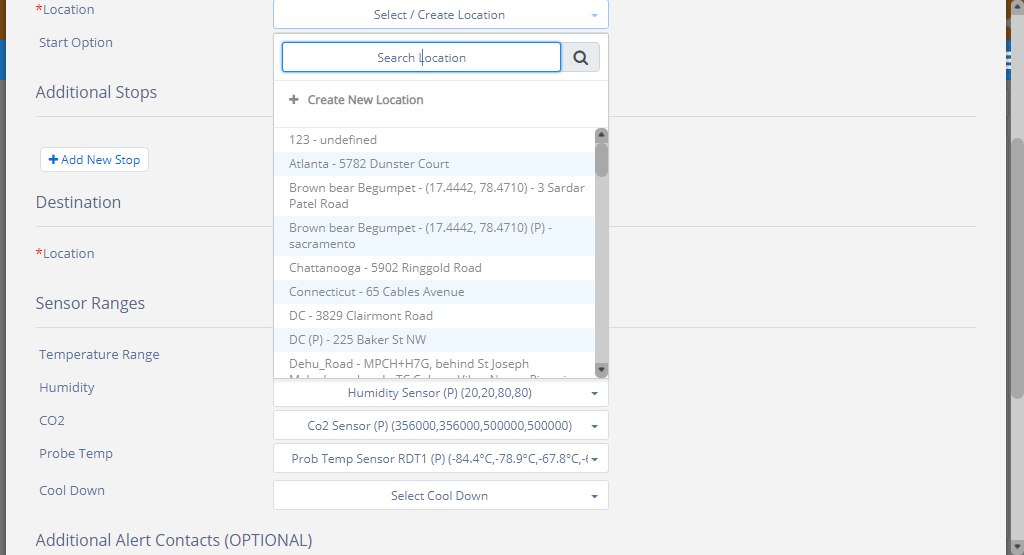 *Location
Select / Create Location
Start Option
Search Location
Additional Stops
+ Create New Location
123 - undefined
+ Add New Stop
Atlanta - 5782 Dunster Court
Brown bear Begumpet - (17.4442, 78.4710) - 3 Sardar
Patel Road
Destination
Brown bear Begumpet - (17.4442, 78.4710) (P) -
sacramento
*Location
Chattanooga - 5902 Ringgold Road
Connecticut - 65 Cables Avenue
Sensor Ranges
DC - 3829 Clairmont Road
DC (P) - 225 Baker St NW
Temperature Range
Dehu_Road - MPCH+H7G, behind St Joseph
Humidity
Humidity Sensor (P) (20,20,80,80)
CO2
Co2 Sensor (P) (356000,356000,500000,500000)
Probe Temp
Prob Temp Sensor RDT1 (P) (-84.4°C,-78.9°C,-67.8°C,-
Cool Down
Select Cool Down
Additional Alert Contacts (OPTIONAL)